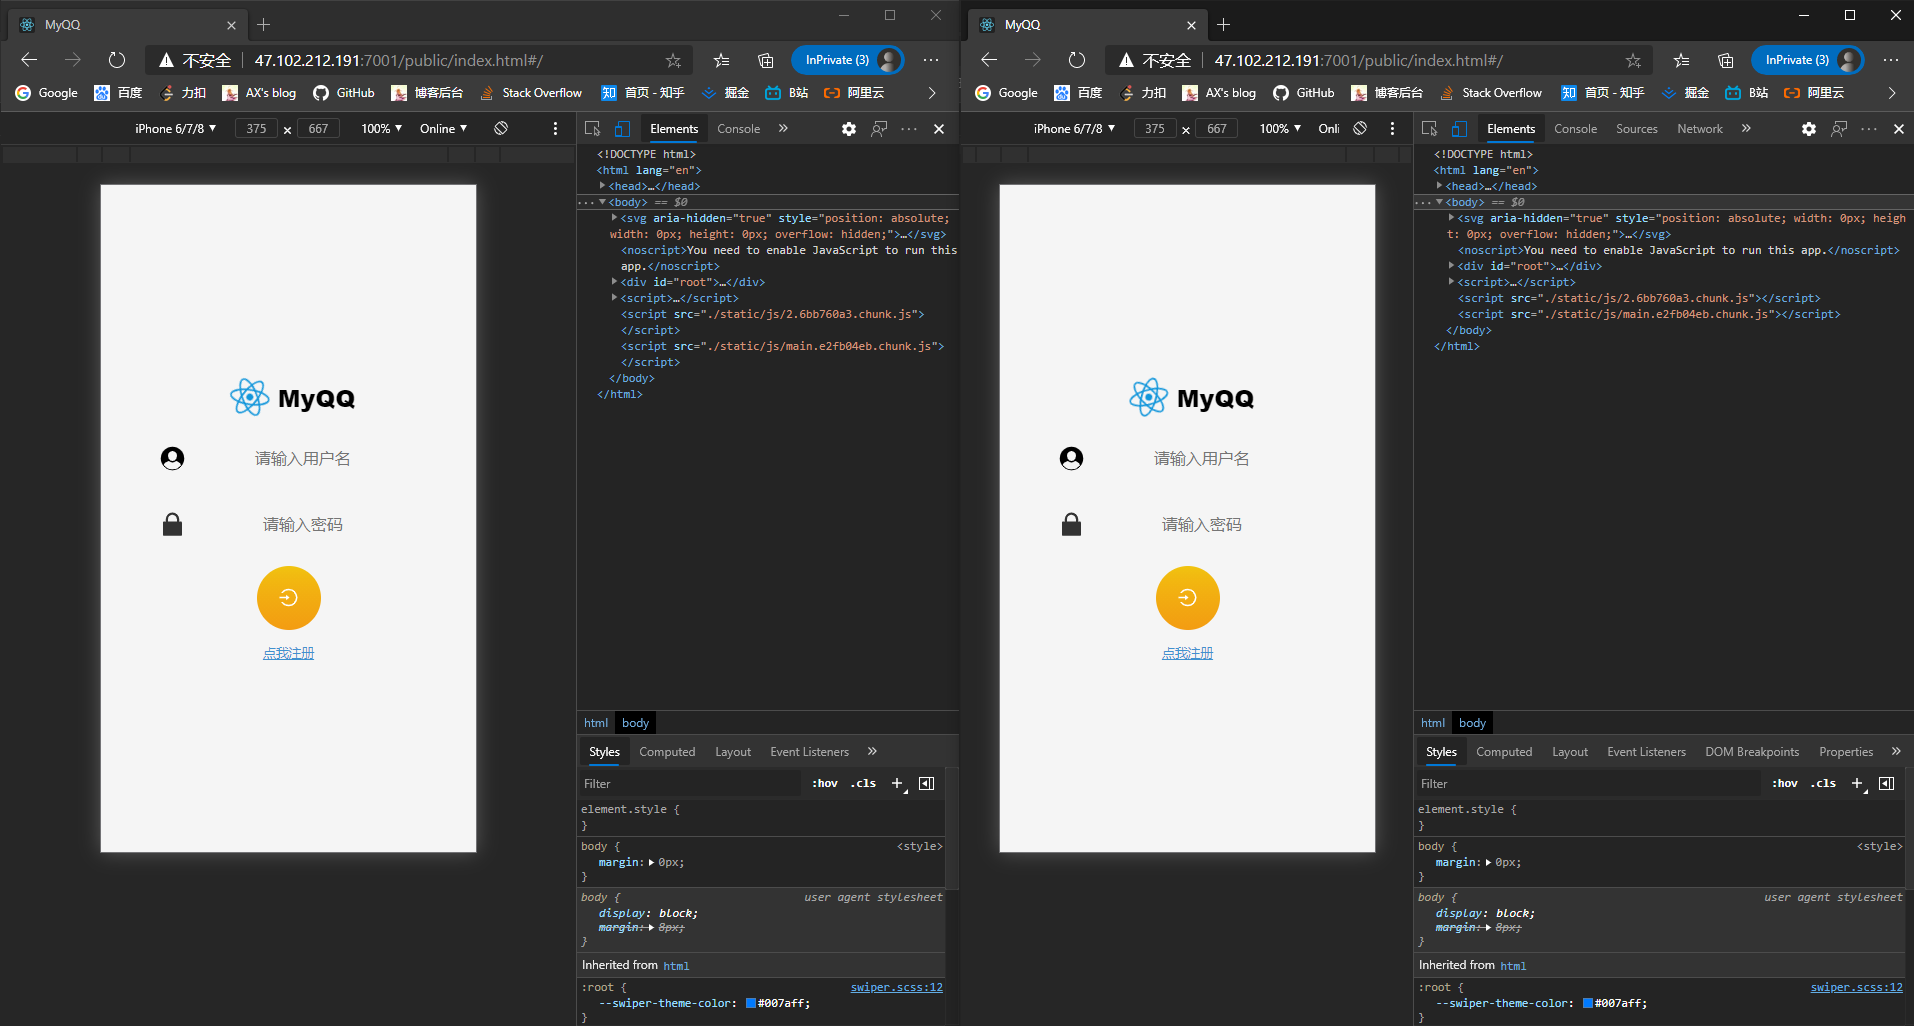 MyQQ
不安全 47.102.212.191:7001/public/index.html#/ InPrivate (3)
Google 百度 力扣 AX's blog GitHub 博客后台 Stack Overflow 知 首页 - 知乎 掘金 B站 阿里云
iPhone 6/7/8 375 × 667 100% Online Elements Console
<!DOCTYPE html>
<html lang="en">
<head>…</head>
<body> == $0
<svg aria-hidden="true" style="position: absolute;
width: 0px; height: 0px; overflow: hidden;">…</svg>
<noscript>You need to enable JavaScript to run this
app.</noscript>
<div id="root">…</div>
<script>…</script>
<script src="./static/js/2.6bb760a3.chunk.js">
</script>
<script src="./static/js/main.e2fb04eb.chunk.js">
</script>
</body>
</html>
MyQQ
请输入用户名
请输入密码
点我注册
html body
Styles Computed Layout Event Listeners
Filter :hov .cls
element.style {
}
body { <style>
margin: 0px;
}
body { user agent stylesheet
display: block;
margin: 8px;
}
Inherited from html
:root { swiper.scss:12
--swiper-theme-color: #007aff;
}
MyQQ
不安全 47.102.212.191:7001/public/index.html#/ InPrivate (3)
Google 百度 力扣 AX's blog GitHub 博客后台 Stack Overflow 知 首页 - 知乎 掘金 B站 阿里云
iPhone 6/7/8 375 × 667 100% Onli Elements Console Sources Network
<!DOCTYPE html>
<html lang="en">
<head>…</head>
<body> == $0
<svg aria-hidden="true" style="position: absolute; width: 0px; heigh
t: 0px; overflow: hidden;">…</svg>
<noscript>You need to enable JavaScript to run this app.</noscript>
<div id="root">…</div>
<script>…</script>
<script src="./static/js/2.6bb760a3.chunk.js"></script>
<script src="./static/js/main.e2fb04eb.chunk.js"></script>
</body>
</html>
MyQQ
请输入用户名
请输入密码
点我注册
html body
Styles Computed Layout Event Listeners DOM Breakpoints Properties
Filter :hov .cls
element.style {
}
body { <style>
margin: 0px;
}
body { user agent stylesheet
display: block;
margin: 8px;
}
Inherited from html
:root { swiper.scss:12
--swiper-theme-color: #007aff;
}